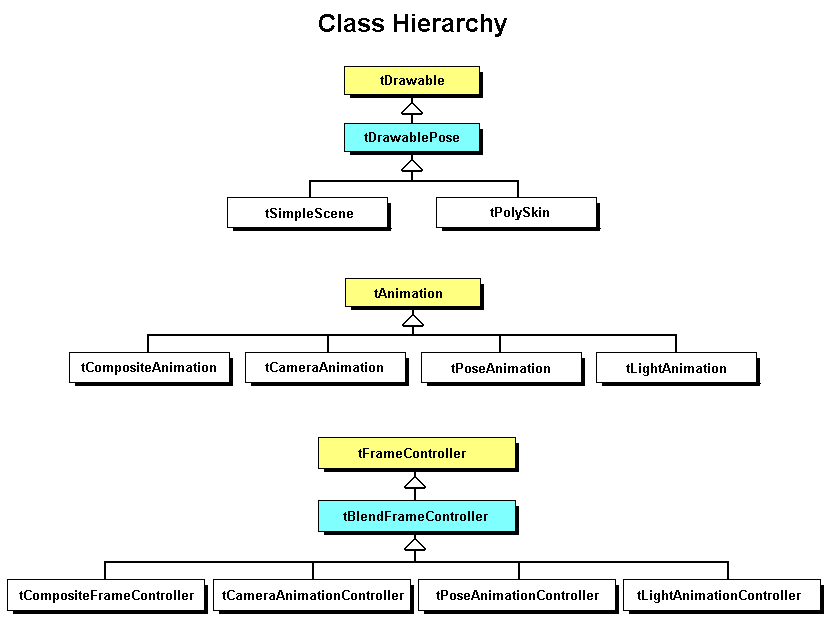 Class Hierarchy
tDrawable
tDrawablePose
tSimpleScene
tPolySkin
tAnimation
tCompositeAnimation
tCameraAnimation
tPoseAnimation
tLightAnimation
tFrameController
tBlendFrameController
tCompositeFrameController
tCameraAnimationController
tPoseAnimationController
tLightAnimationController